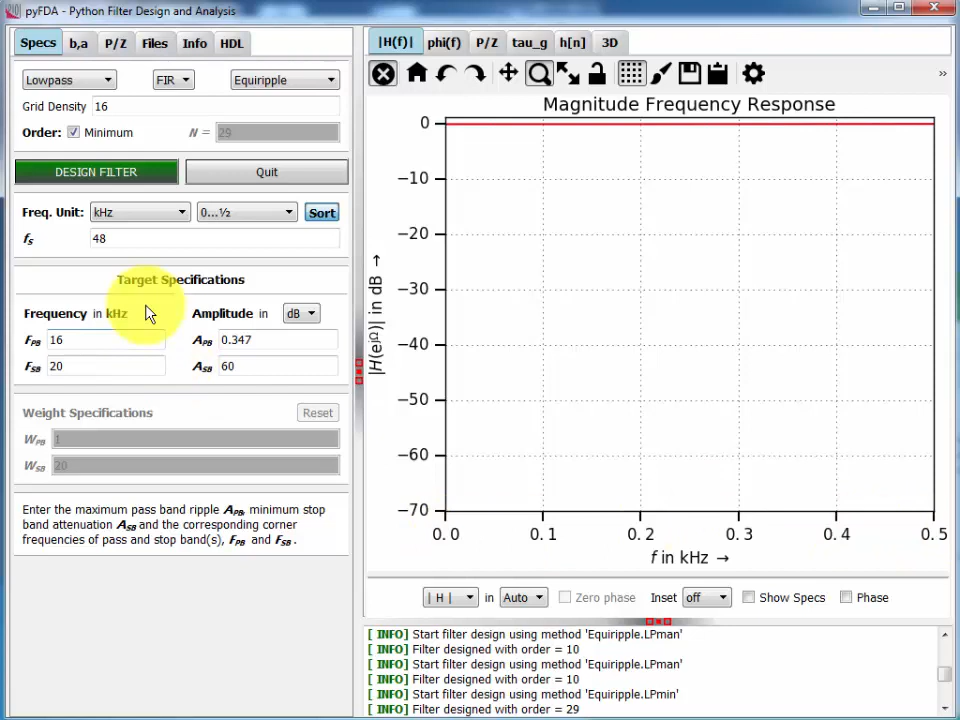 pyFDA - Python Filter Design and Analysis
Specs b,a P/Z Files Info HDL
Lowpass FIR Equiripple
Grid Density 16
Order: Minimum N = 29
DESIGN FILTER Quit
Freq. Unit: kHz 0...½ Sort
fS 48
Target Specifications
Frequency in kHz Amplitude in dB
FPB 16 APB 0.347
FSB 20 ASB 60
Weight Specifications Reset
WPB 1
WSB 20
Enter the maximum pass band ripple APB, minimum stop
band attenuation ASB and the corresponding corner
frequencies of pass and stop band(s), FPB and FSB .
|H(f)| phi(f) P/Z tau_g h[n] 3D
»
Magnitude Frequency Response
0
−10
−20
−30
−40
−50
−60
−70
|H(e^jΩ)| in dB →
0.0 0.1 0.2 0.3 0.4 0.5
f in kHz →
| H | in Auto Zero phase Inset off Show Specs Phase
[ INFO] Start filter design using method 'Equiripple.LPman'
[ INFO] Filter designed with order = 10
[ INFO] Start filter design using method 'Equiripple.LPman'
[ INFO] Filter designed with order = 10
[ INFO] Start filter design using method 'Equiripple.LPmin'
[ INFO] Filter designed with order = 29